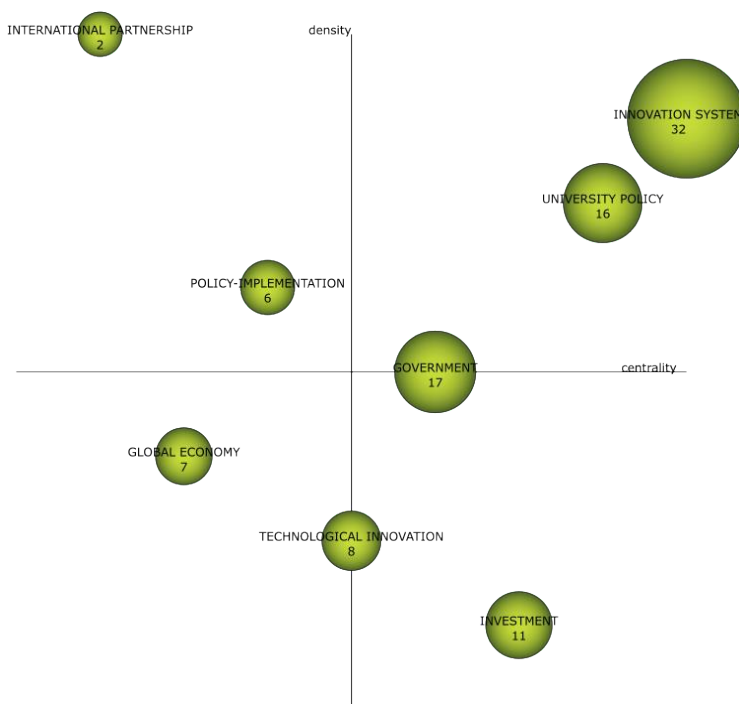 INTERNATIONAL PARTNERSHIP
2
density
INNOVATION SYSTEM
32
UNIVERSITY POLICY
16
POLICY-IMPLEMENTATION
6
GOVERNMENT
17
centrality
GLOBAL ECONOMY
7
TECHNOLOGICAL INNOVATION
8
INVESTMENT
11